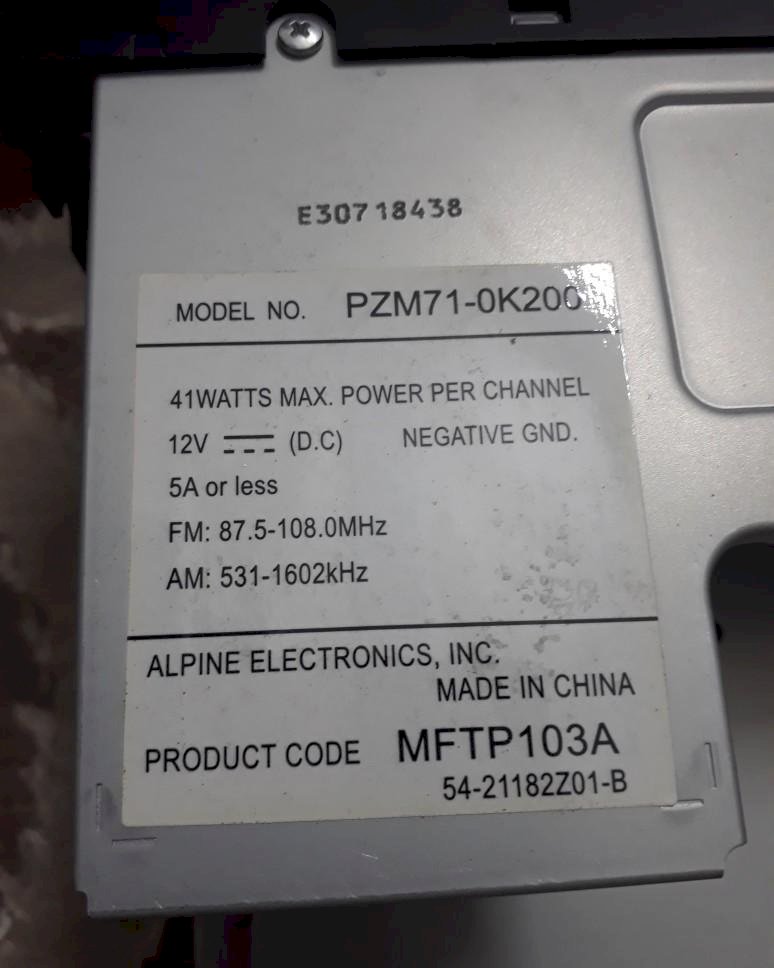 E30718438
MODEL NO. PZM71-0K200
41WATTS MAX. POWER PER CHANNEL
12V (D.C) NEGATIVE GND.
5A or less
FM: 87.5-108.0MHz
AM: 531-1602kHz
ALPINE ELECTRONICS, INC.
MADE IN CHINA
PRODUCT CODE MFTP103A
54-21182Z01-B